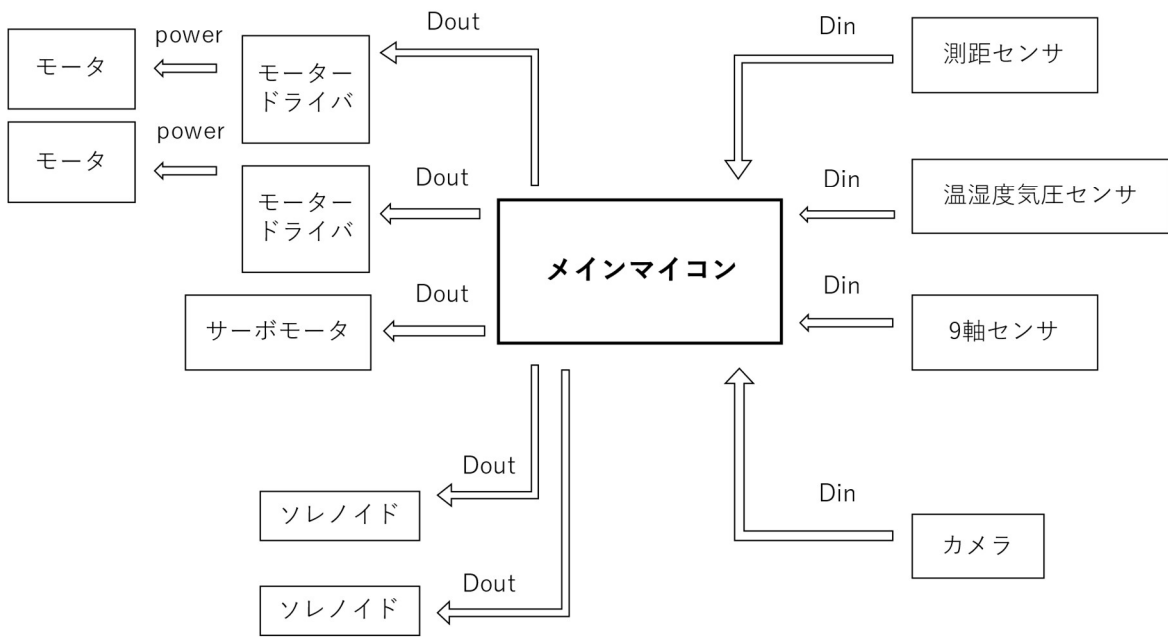 Dout
Din
power
モータ
モーター
ドライバ
測距センサ
power
モータ
モーター
ドライバ
Dout
Din
温湿度気圧センサ
メインマイコン
Dout
Din
サーボモータ
9軸センサ
Dout
ソレノイド
Din
カメラ
Dout
ソレノイド